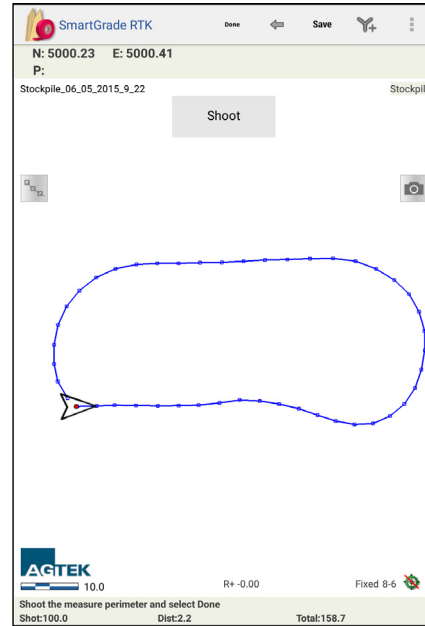 SmartGrade RTK Done Save
N: 5000.23 E: 5000.41
P:
Stockpile_06_05_2015_9_22 Stockpil
Shoot
AGTEK
10.0 R+ -0.00 Fixed 8-6
Shoot the measure perimeter and select Done
Shot:100.0 Dist:2.2 Total:158.7